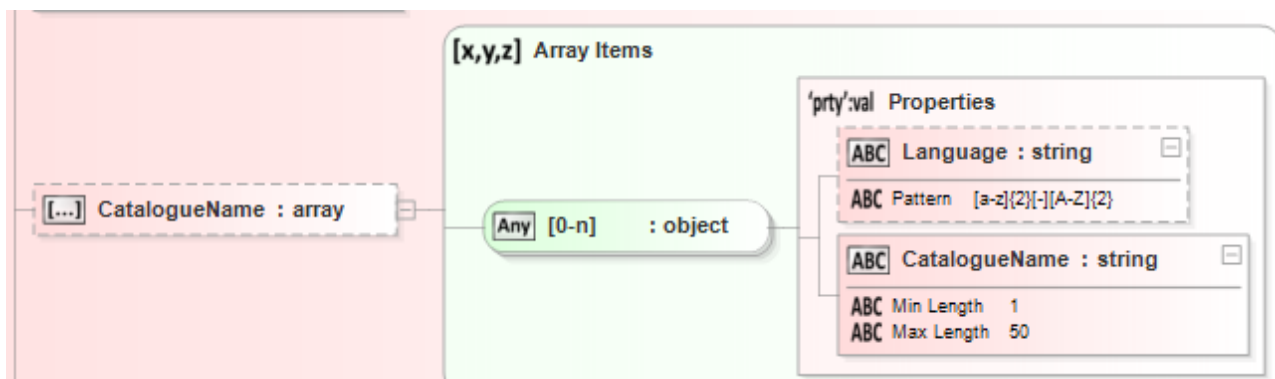 [x,y,z] Array Items
'prty':val Properties
ABC Language : string
ABC Pattern [a-z]{2}[-][A-Z]{2}
[...] CatalogueName : array
Any [0-n] : object
ABC CatalogueName : string
ABC Min Length 1
ABC Max Length 50